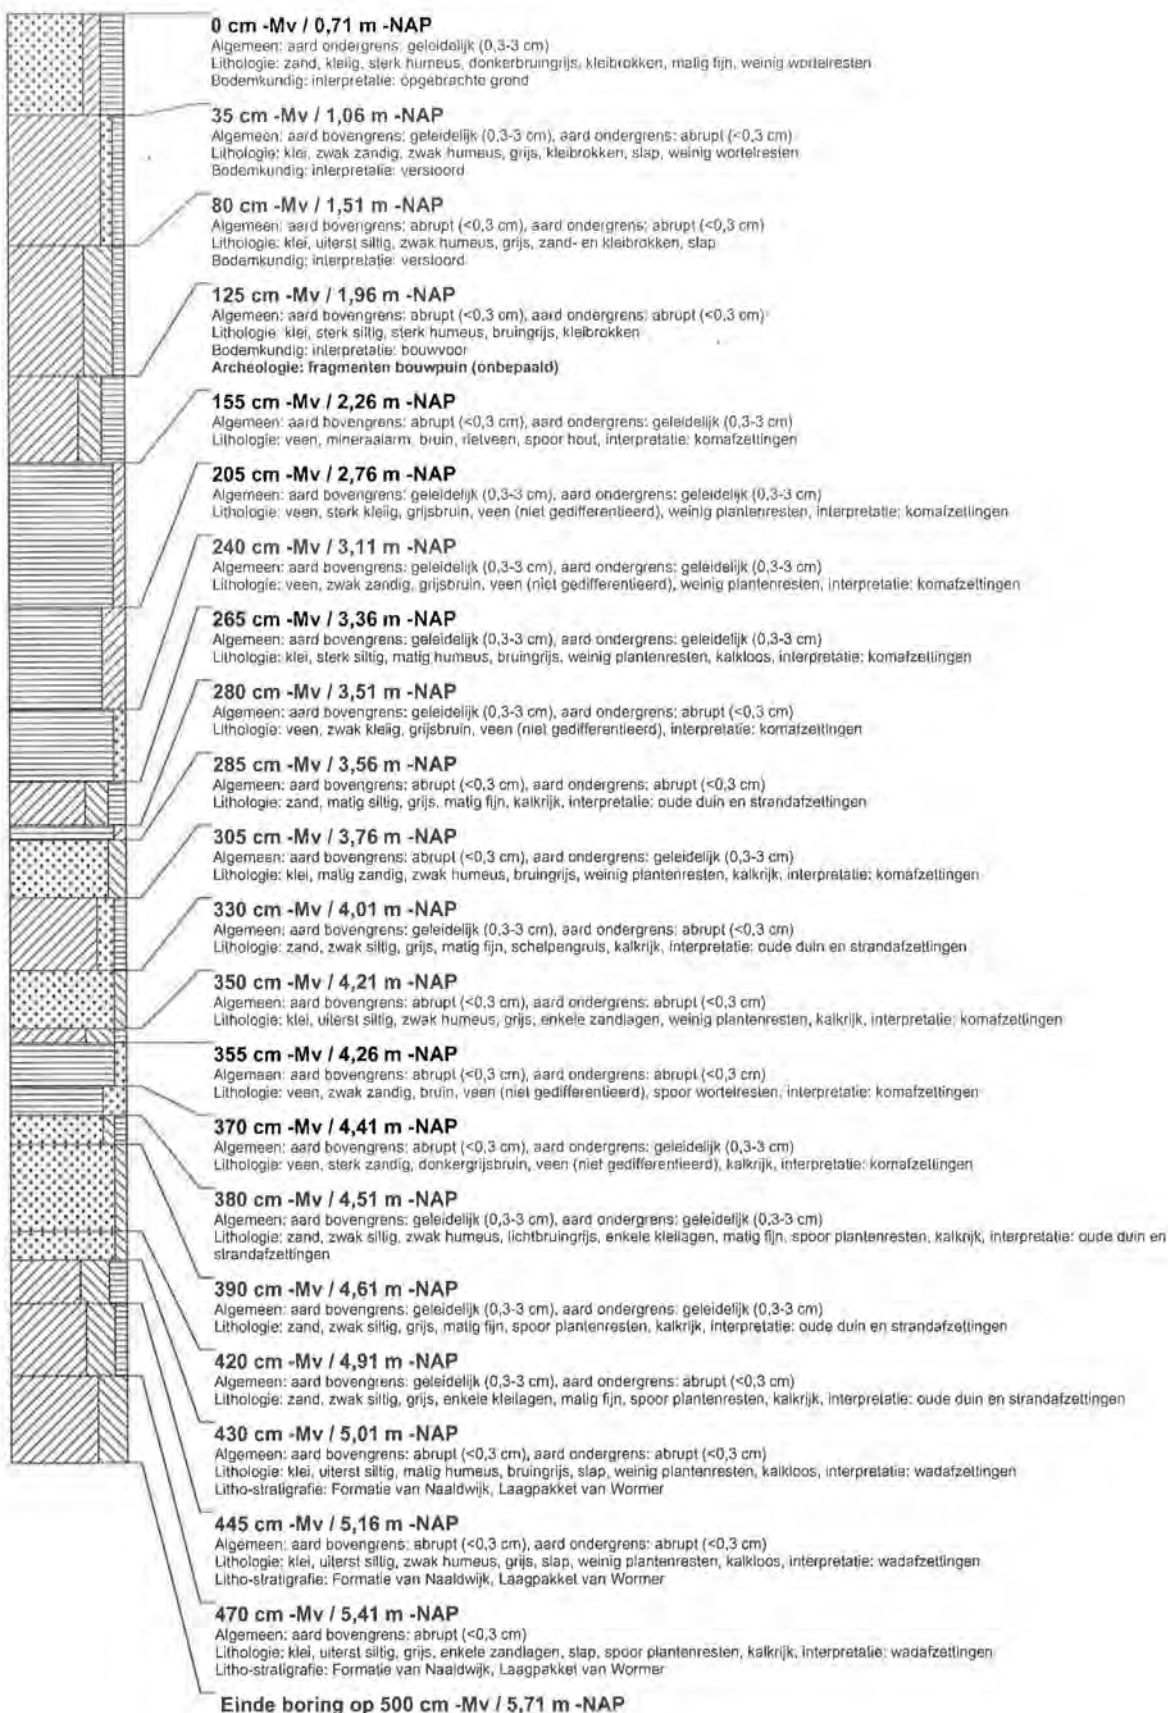 0 cm -Mv / 0,71 m -NAP
Algemeen: aard ondergrens: geleidelijk (0,3-3 cm)
Lithologie: zand, kleiig, sterk humeus, donkerbruingrijs, kleibrokken, matig fijn, weinig wortelresten
Bodemkundig: interpretatie: opgebrachte grond
35 cm -Mv / 1,06 m -NAP
Algemeen: aard bovengrens: geleidelijk (0,3-3 cm), aard ondergrens: abrupt (<0,3 cm)
Lithologie: klei, zwak zandig, zwak humeus, grijs, kleibrokken, slap, weinig wortelresten
Bodemkundig: interpretatie: verstoord
80 cm -Mv / 1,51 m -NAP
Algemeen: aard bovengrens: abrupt (<0,3 cm), aard ondergrens: abrupt (<0,3 cm)
Lithologie: klei, uiterst siltig, zwak humeus, grijs, zand- en kleibrokken, slap
Bodemkundig: interpretatie: verstoord
125 cm -Mv / 1,96 m -NAP
Algemeen: aard bovengrens: abrupt (<0,3 cm), aard ondergrens: abrupt (<0,3 cm)
Lithologie: klei, sterk siltig, sterk humeus, bruingrijs, kleibrokken
Bodemkundig: interpretatie: bouwvoor
Archeologie: fragmenten bouwpuin (onbepaald)
155 cm -Mv / 2,26 m -NAP
Algemeen: aard bovengrens: abrupt (<0,3 cm), aard ondergrens: geleidelijk (0,3-3 cm)
Lithologie: veen, mineraalarm, bruin, rietveen, spoor hout, interpretatie: komafzettingen
205 cm -Mv / 2,76 m -NAP
Algemeen: aard bovengrens: geleidelijk (0,3-3 cm), aard ondergrens: geleidelijk (0,3-3 cm)
Lithologie: veen, sterk kleiig, grijsbruin, veen (niet gedifferentieerd), weinig plantenresten, interpretatie: komafzettingen
240 cm -Mv / 3,11 m -NAP
Algemeen: aard bovengrens: geleidelijk (0,3-3 cm), aard ondergrens: geleidelijk (0,3-3 cm)
Lithologie: veen, zwak zandig, grijsbruin, veen (niet gedifferentieerd), weinig plantenresten, interpretatie: komafzettingen
265 cm -Mv / 3,36 m -NAP
Algemeen: aard bovengrens: geleidelijk (0,3-3 cm), aard ondergrens: geleidelijk (0,3-3 cm)
Lithologie: klei, sterk siltig, matig humeus, bruingrijs, weinig plantenresten, kalkloos, interpretatie: komafzettingen
280 cm -Mv / 3,51 m -NAP
Algemeen: aard bovengrens: geleidelijk (0,3-3 cm), aard ondergrens: abrupt (<0,3 cm)
Lithologie: veen, zwak kleiig, grijsbruin, veen (niet gedifferentieerd), interpretatie: komafzettingen
285 cm -Mv / 3,56 m -NAP
Algemeen: aard bovengrens: abrupt (<0,3 cm), aard ondergrens: abrupt (<0,3 cm)
Lithologie: zand, matig siltig, grijs, matig fijn, kalkrijk, interpretatie: oude duin en strandafzettingen
305 cm -Mv / 3,76 m -NAP
Algemeen: aard bovengrens: abrupt (<0,3 cm), aard ondergrens: geleidelijk (0,3-3 cm)
Lithologie: klei, matig zandig, zwak humeus, bruingrijs, weinig plantenresten, kalkrijk, interpretatie: komafzettingen
330 cm -Mv / 4,01 m -NAP
Algemeen: aard bovengrens: geleidelijk (0,3-3 cm), aard ondergrens: abrupt (<0,3 cm)
Lithologie: zand, zwak siltig, grijs, matig fijn, schelpengruis, kalkrijk, interpretatie: oude duin en strandafzettingen
350 cm -Mv / 4,21 m -NAP
Algemeen: aard bovengrens: abrupt (<0,3 cm), aard ondergrens: abrupt (<0,3 cm)
Lithologie: klei, uiterst siltig, zwak humeus, grijs, enkele zandlagen, weinig plantenresten, kalkrijk, interpretatie: komafzettingen
355 cm -Mv / 4,26 m -NAP
Algemeen: aard bovengrens: abrupt (<0,3 cm), aard ondergrens: abrupt (<0,3 cm)
Lithologie: veen, zwak zandig, bruin, veen (niet gedifferentieerd), spoor wortelresten, interpretatie: komafzettingen
370 cm -Mv / 4,41 m -NAP
Algemeen: aard bovengrens: abrupt (<0,3 cm), aard ondergrens: geleidelijk (0,3-3 cm)
Lithologie: veen, sterk zandig, donkergrijsbruin, veen (niet gedifferentieerd), kalkrijk, interpretatie: komafzettingen
380 cm -Mv / 4,51 m -NAP
Algemeen: aard bovengrens: geleidelijk (0,3-3 cm), aard ondergrens: geleidelijk (0,3-3 cm)
Lithologie: zand, zwak siltig, zwak humeus, lichtbruingrijs, enkele kleilagen, matig fijn, spoor plantenresten, kalkrijk, interpretatie: oude duin en
strandafzettingen
390 cm -Mv / 4,61 m -NAP
Algemeen: aard bovengrens: geleidelijk (0,3-3 cm), aard ondergrens: geleidelijk (0,3-3 cm)
Lithologie: zand, zwak siltig, grijs, matig fijn, spoor plantenresten, kalkrijk, interpretatie: oude duin en strandafzettingen
420 cm -Mv / 4,91 m -NAP
Algemeen: aard bovengrens: geleidelijk (0,3-3 cm), aard ondergrens: abrupt (<0,3 cm)
Lithologie: zand, zwak siltig, grijs, enkele kleilagen, matig fijn, spoor plantenresten, kalkrijk, interpretatie: oude duin en strandafzettingen
430 cm -Mv / 5,01 m -NAP
Algemeen: aard bovengrens: abrupt (<0,3 cm), aard ondergrens: abrupt (<0,3 cm)
Lithologie: klei, uiterst siltig, matig humeus, bruingrijs, slap, weinig plantenresten, kalkloos, interpretatie: wadafzettingen
Litho-stratigrafie: Formatie van Naaldwijk, Laagpakket van Wormer
445 cm -Mv / 5,16 m -NAP
Algemeen: aard bovengrens: abrupt (<0,3 cm), aard ondergrens: abrupt (<0,3 cm)
Lithologie: klei, uiterst siltig, zwak humeus, grijs, slap, weinig plantenresten, kalkloos, interpretatie: wadafzettingen
Litho-stratigrafie: Formatie van Naaldwijk, Laagpakket van Wormer
470 cm -Mv / 5,41 m -NAP
Algemeen: aard bovengrens: abrupt (<0,3 cm)
Lithologie: klei, uiterst siltig, grijs, enkele zandlagen, slap, spoor plantenresten, kalkrijk, interpretatie: wadafzettingen
Litho-stratigrafie: Formatie van Naaldwijk, Laagpakket van Wormer
Einde boring op 500 cm -Mv / 5,71 m -NAP